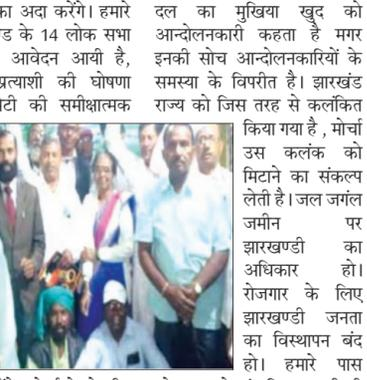 का अदा करेंगे। हमारे
ड के 14 लोक सभा
आवेदन आयी है,
प्रत्याशी की घोषणा
टी की समीक्षात्मक
दल का मुखिया खुद को
आन्दोलनकारी कहता है मगर
इनकी सोच आन्दोलनकारियों के
समस्या के विपरीत है। झारखंड
राज्य को जिस तरह से कलंकित
किया गया है , मोर्चा
उस कलंक को
मिटाने का संकल्प
लेती है। जल जगंल
जमीन पर
झारखण्डी का
अधिकार हो।
रोजगार के लिए
झारखण्डी जनता
का विस्थापन बंद
हो। हमारे पास